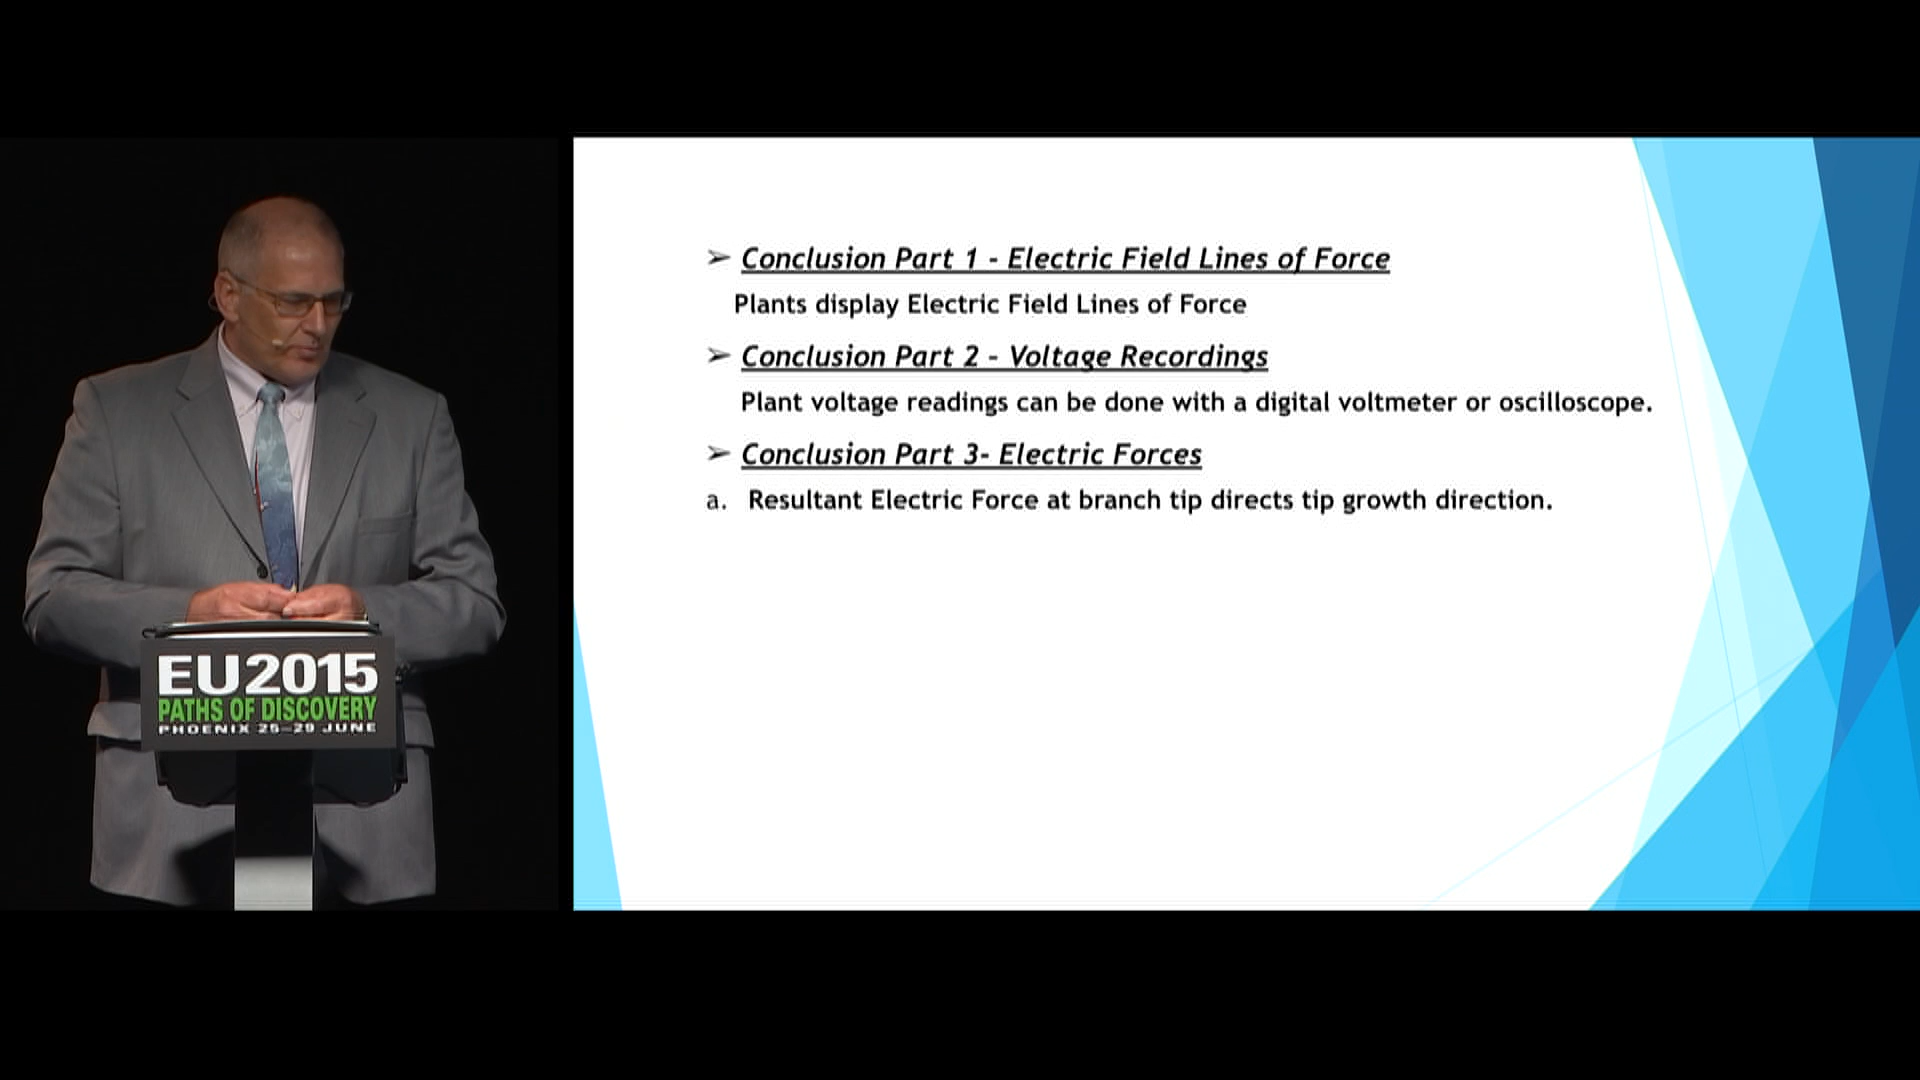 ➢ Conclusion Part 1 - Electric Field Lines of Force
Plants display Electric Field Lines of Force
➢ Conclusion Part 2 - Voltage Recordings
Plant voltage readings can be done with a digital voltmeter or oscilloscope.
➢ Conclusion Part 3- Electric Forces
a. Resultant Electric Force at branch tip directs tip growth direction.
EU2015
PATHS OF DISCOVERY
PHOENIX 25-29 JUNE